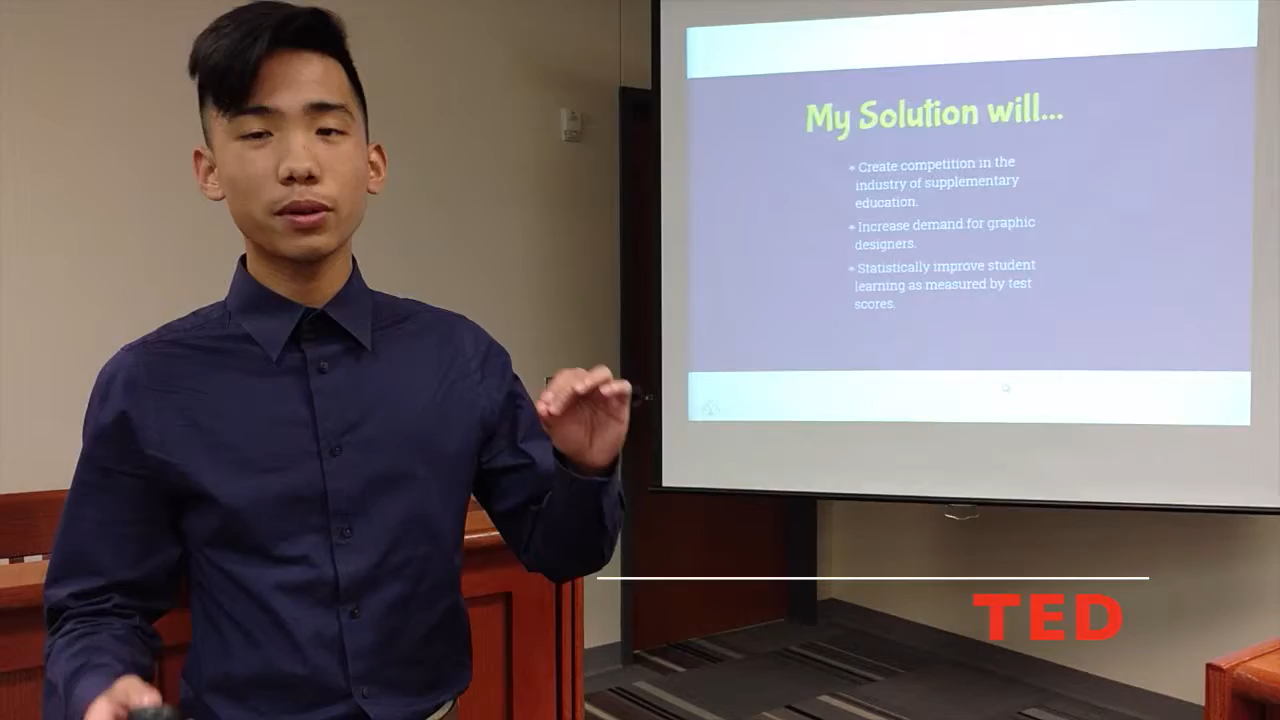 My Solution will...
* Create competition in the
industry of supplementary
education.
* Increase demand for graphic
designers.
* Statistically improve student
learning as measured by test
scores.
TED